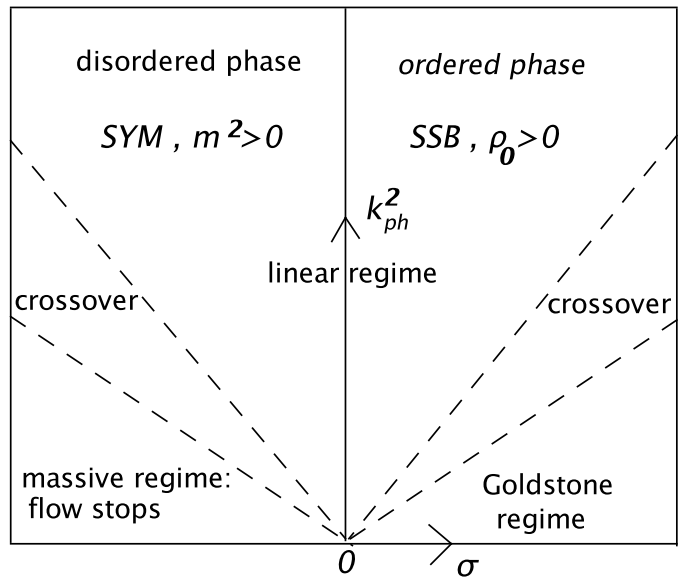 disordered phase
ordered phase
SYM , m²>0
SSB , ρ₀>0
k²ph
linear regime
crossover
crossover
massive regime:
flow stops
Goldstone
regime
0
σ